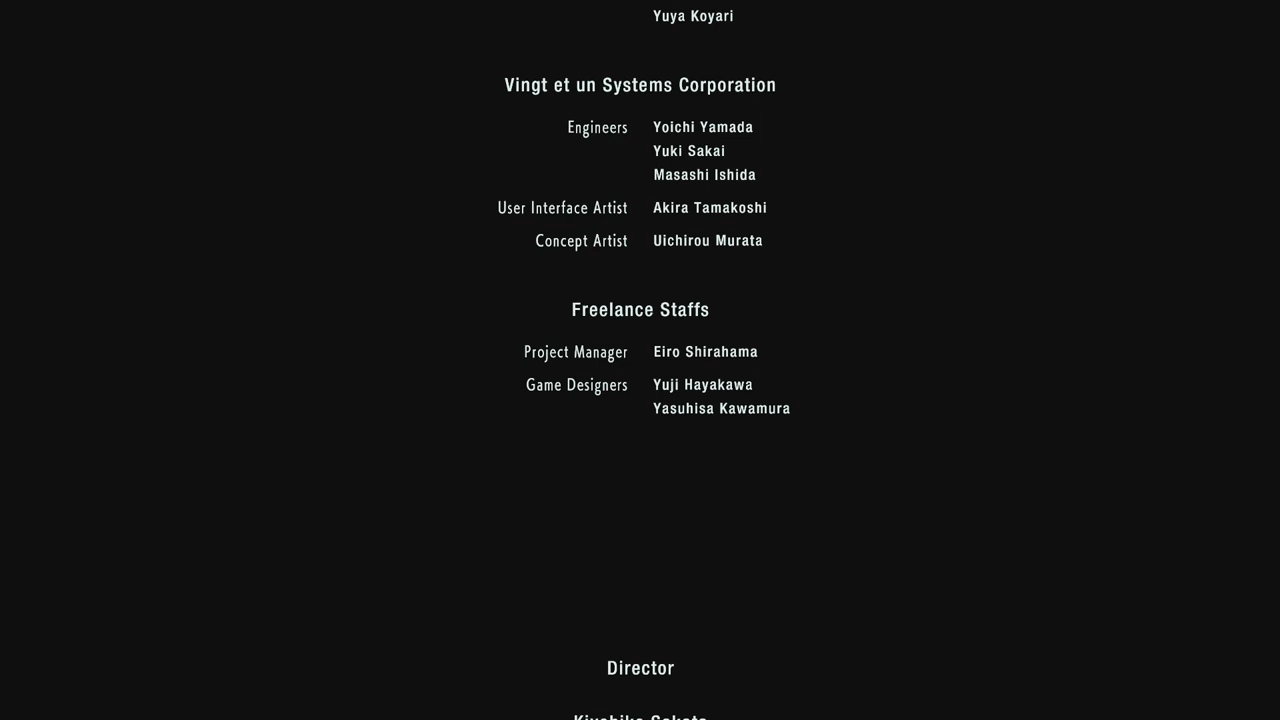 Yuya Koyari
Vingt et un Systems Corporation
Engineers Yoichi Yamada
Yuki Sakai
Masashi Ishida
User Interface Artist Akira Tamakoshi
Concept Artist Uichirou Murata
Freelance Staffs
Project Manager Eiro Shirahama
Game Designers Yuji Hayakawa
Yasuhisa Kawamura
Director